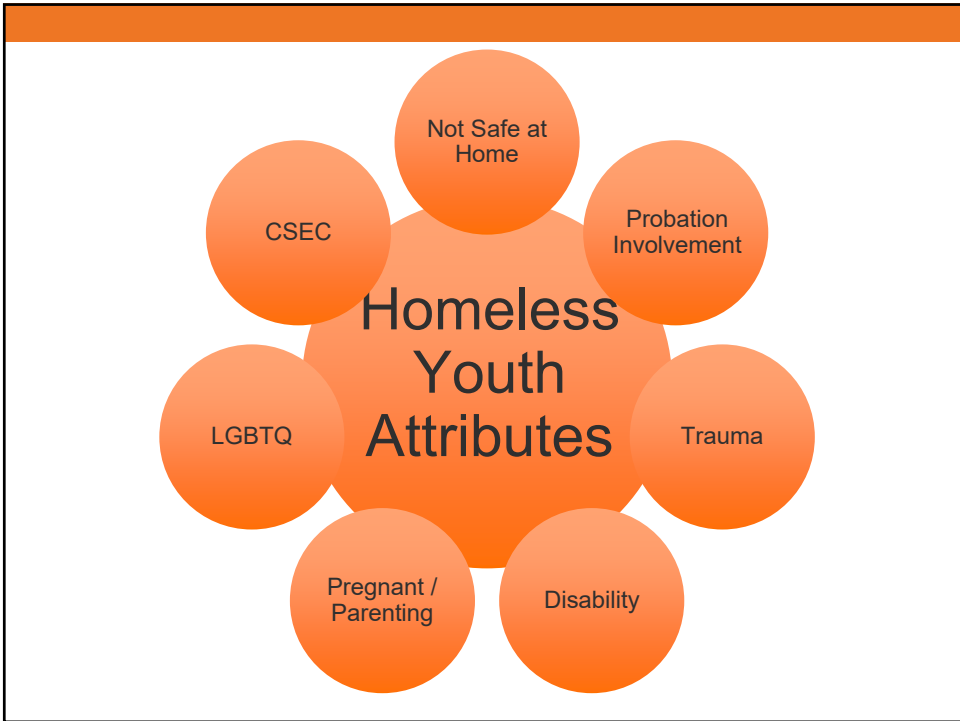 Not Safe at
Home
Probation
Involvement
CSEC
Homeless
Youth
Attributes
LGBTQ
Trauma
Pregnant /
Parenting
Disability